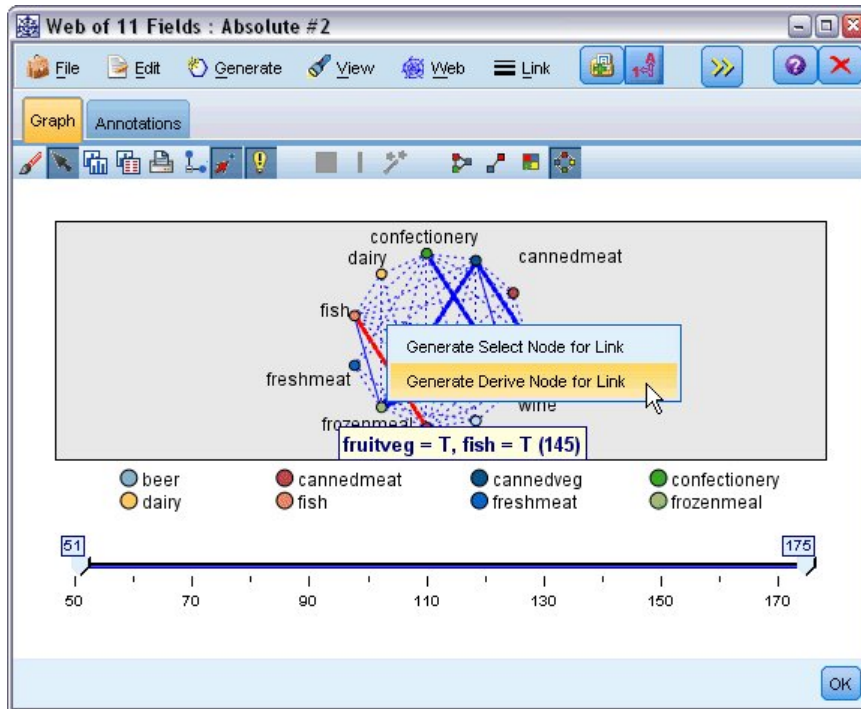 Web of 11 Fields : Absolute #2
File Edit Generate View Web Link
Graph Annotations
confectionery
dairy cannedmeat
fish
Generate Select Node for Link
freshmeat Generate Derive Node for Link
wine
frozenmeal
fruitveg = T, fish = T (145)
beer cannedmeat cannedveg confectionery
dairy fish freshmeat frozenmeal
51 175
50 70 90 110 130 150 170
OK